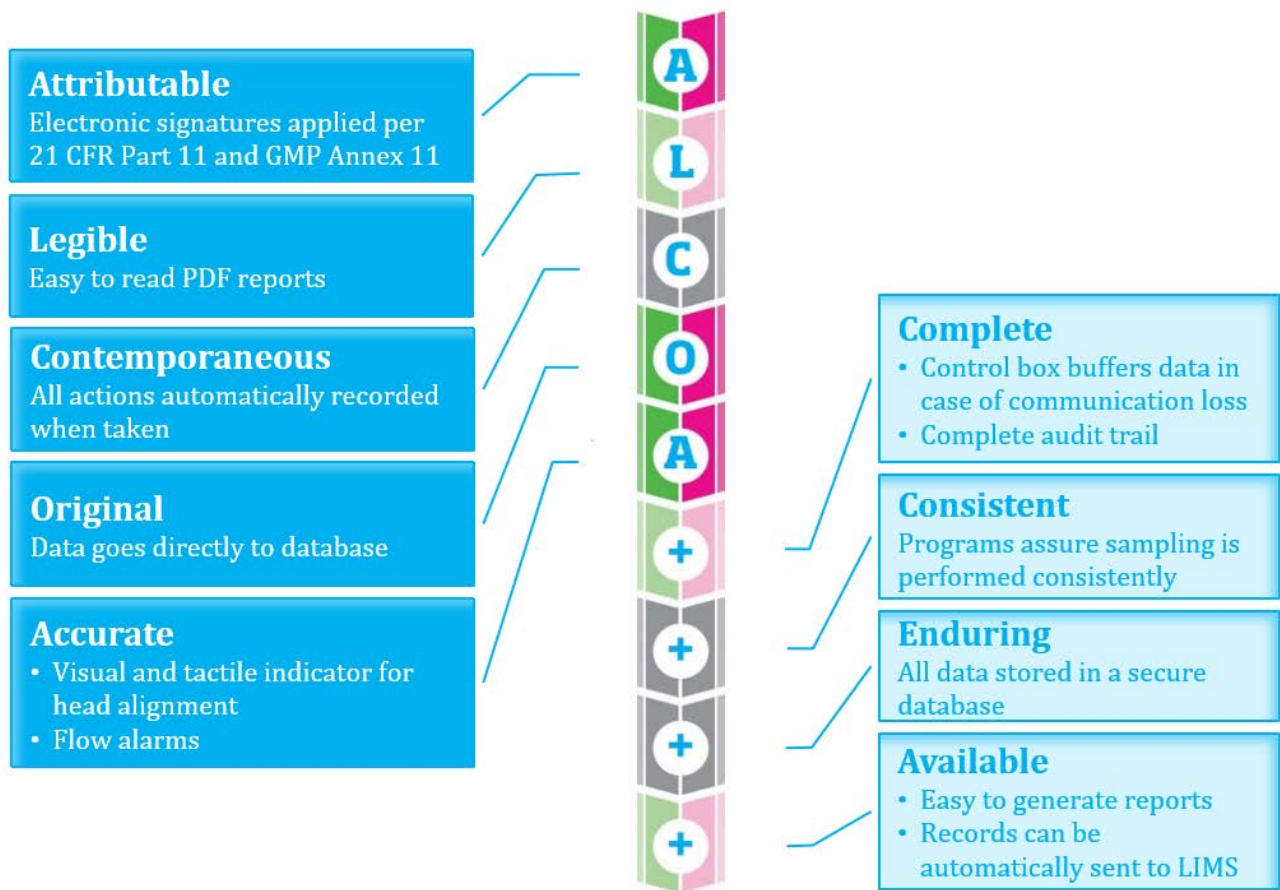 Attributable
Electronic signatures applied per
21 CFR Part 11 and GMP Annex 11
Legible
Easy to read PDF reports
Contemporaneous
All actions automatically recorded
when taken
Original
Data goes directly to database
Accurate
• Visual and tactile indicator for
head alignment
• Flow alarms
A
L
C
O
A
+
+
+
+
Complete
• Control box buffers data in
case of communication loss
• Complete audit trail
Consistent
Programs assure sampling is
performed consistently
Enduring
All data stored in a secure
database
Available
• Easy to generate reports
• Records can be
automatically sent to LIMS